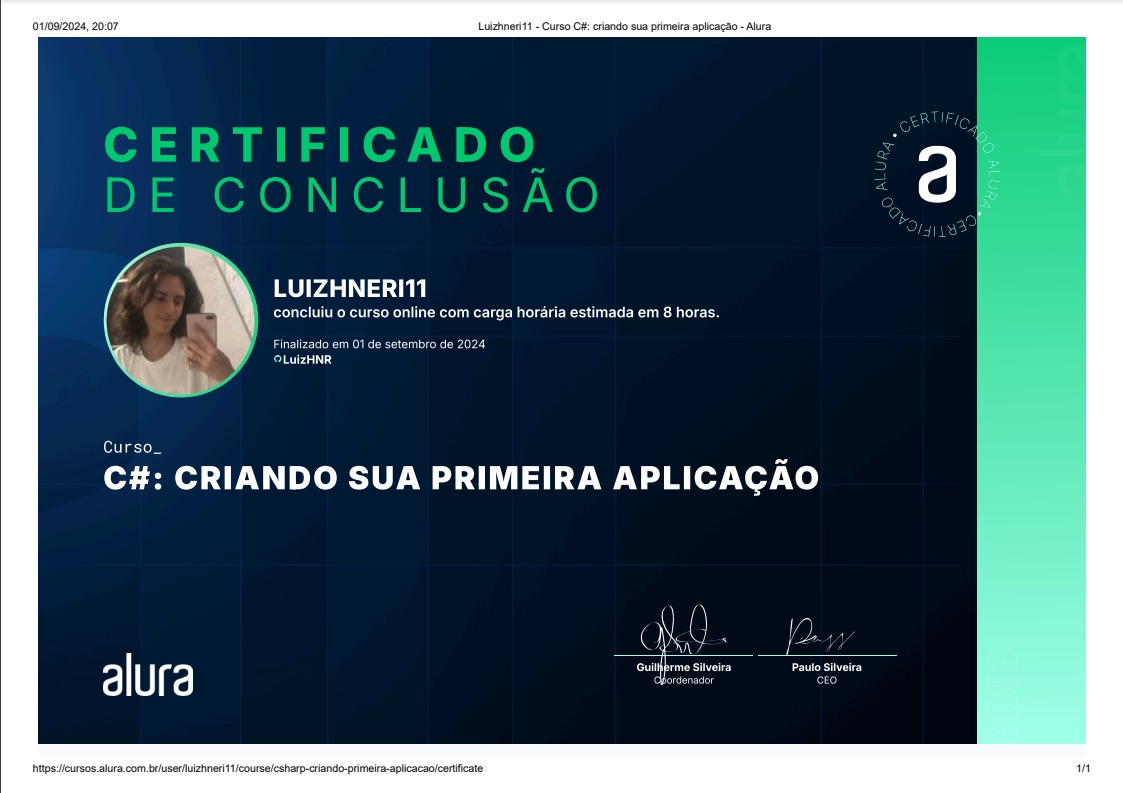 01/09/2024, 20:07
Luizhneri11 - Curso C#: criando sua primeira aplicação - Alura
CERTIFICADO
DE CONCLUSÃO
CERTIFICADO ALURA • CERTIFICADO ALURA •
a
alura
LUIZHNERI11
concluiu o curso online com carga horária estimada em 8 horas.
Finalizado em 01 de setembro de 2024
LuizHNR
Curso_
C#: CRIANDO SUA PRIMEIRA APLICAÇÃO
alura
Guilherme Silveira
Coordenador
Paulo Silveira
CEO
https://cursos.alura.com.br/user/luizhneri11/course/csharp-criando-primeira-aplicacao/certificate
1/1